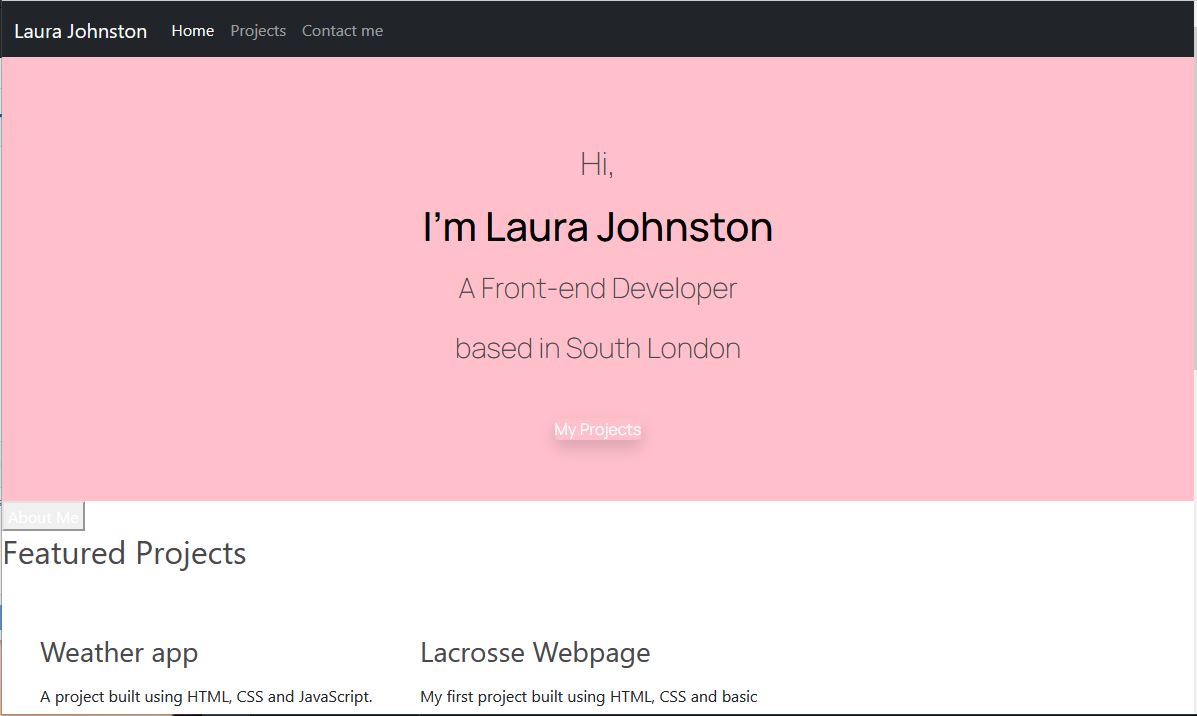 Laura Johnston Home Projects Contact me
Hi,
I'm Laura Johnston
A Front-end Developer
based in South London
My Projects
About Me
Featured Projects
Weather app Lacrosse Webpage
A project built using HTML, CSS and JavaScript. My first project built using HTML, CSS and basic